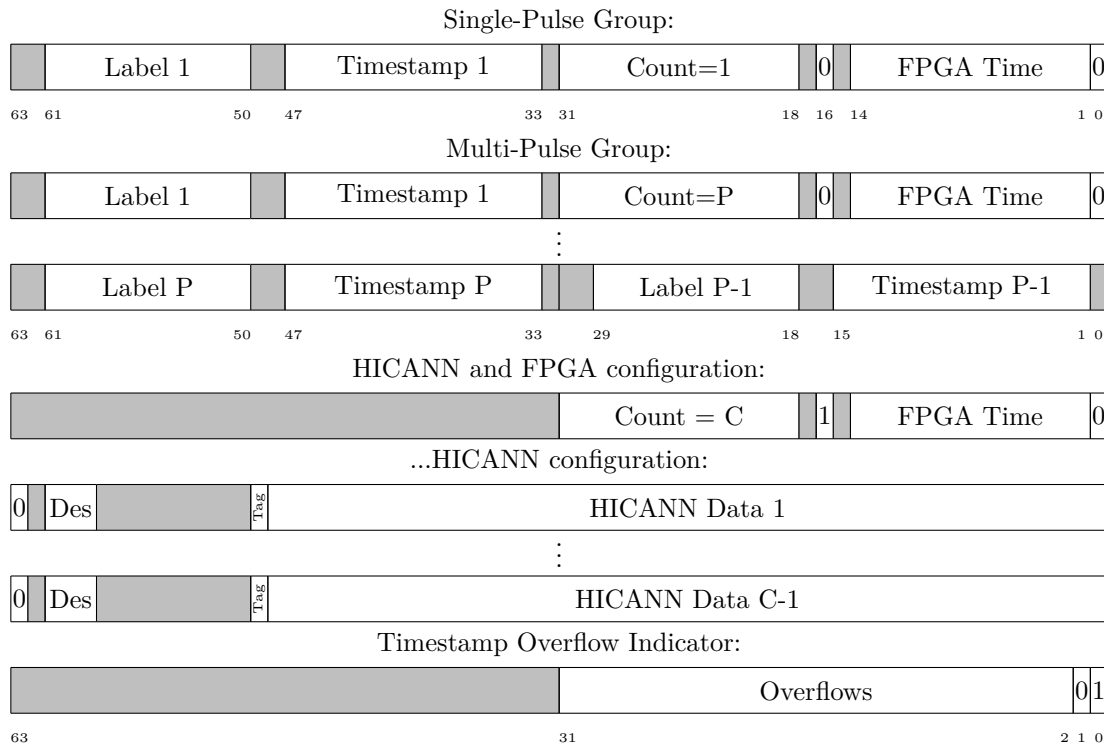 Single-Pulse Group:
Label 1 Timestamp 1 Count=1 0 FPGA Time 0
63 61 50 47 33 31 18 16 14 1 0
Multi-Pulse Group:
Label 1 Timestamp 1 Count=P 0 FPGA Time 0
⋮
Label P Timestamp P Label P-1 Timestamp P-1
63 61 50 47 33 29 18 15 1 0
HICANN and FPGA configuration:
Count = C 1 FPGA Time 0
...HICANN configuration:
0 Des Tag HICANN Data 1
⋮
0 Des Tag HICANN Data C-1
Timestamp Overflow Indicator:
Overflows 0 1
63 31 2 1 0